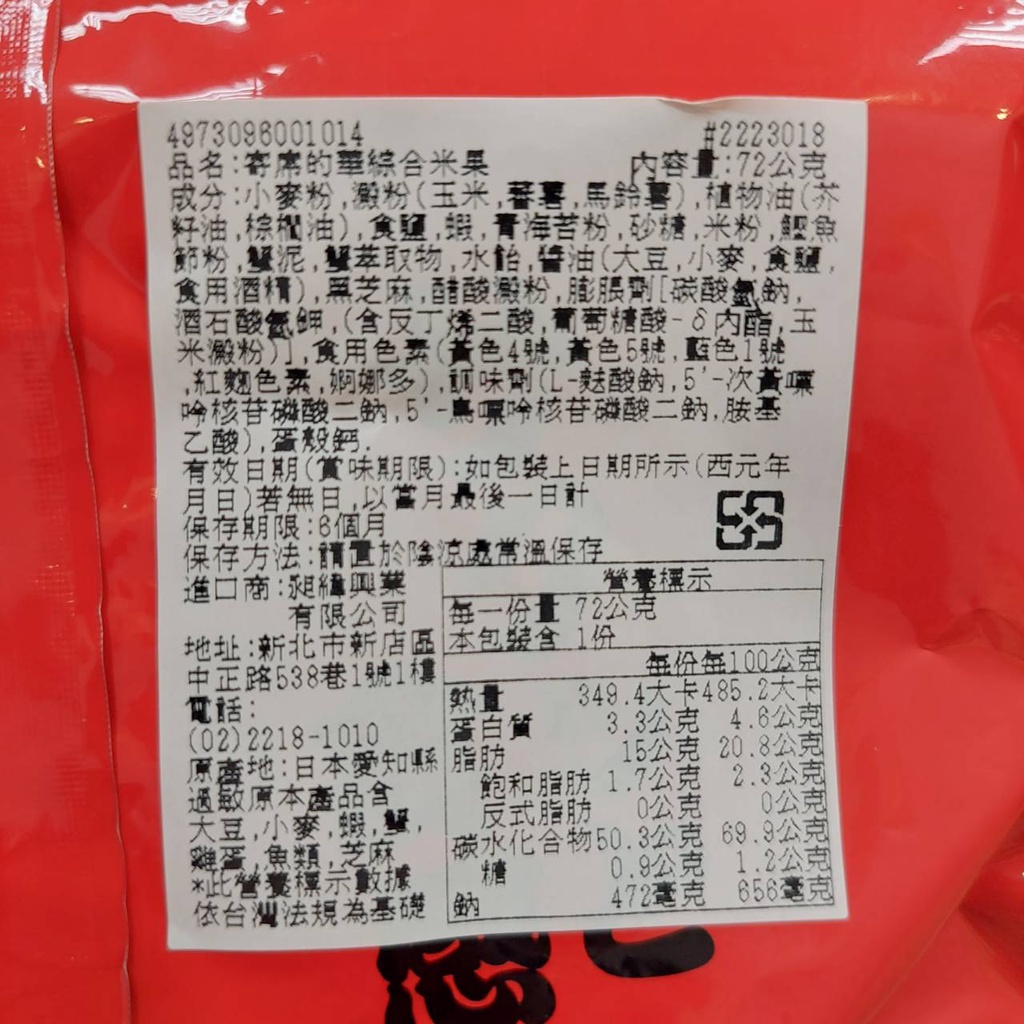 4973096001014 #2223018
品名:寄席的華綜合米果 內容量:72公克
成分:小麥粉,澱粉(玉米,蕃薯,馬鈴薯),植物油(芥
籽油,棕櫚油),食鹽,蝦,青海苔粉,砂糖,米粉,鰹魚
節粉,蟹泥,蟹萃取物,水飴,醬油(大豆,小麥,食鹽,
食用酒精),黑芝麻,醋酸澱粉,膨脹劑[碳酸氫鈉,
酒石酸氫鉀,(含反丁烯二酸,葡萄糖酸-δ內酯,玉
米澱粉)],食用色素(黃色4號,黃色5號,藍色1號
,紅麴色素,婀娜多),調味劑(L-麩酸鈉,5'-次黃嘌
呤核苷磷酸二鈉,5'-鳥嘌呤核苷磷酸二鈉,胺基
乙酸),蛋殼鈣.
有效日期(賞味期限):如包裝上日期所示(西元年
月日)若無日,以當月最後一日計
保存期限:6個月
保存方法:請置於陰涼處常溫保存
進口商:昶緯興業
有限公司
地址:新北市新店區
中正路538巷1號1樓
電話:
(02)2218-1010
原產地:日本愛知縣
過敏原本產品含
大豆,小麥,蝦,蟹,
雞蛋,魚類,芝麻
*此營養標示數據
依台灣法規為基礎
營養標示
每一份量 72公克
本包裝含 1份
每份每100公克
熱量 349.4大卡485.2大卡
蛋白質 3.3公克 4.6公克
脂肪 15公克 20.8公克
飽和脂肪 1.7公克 2.3公克
反式脂肪 0公克 0公克
碳水化合物50.3公克 69.9公克
糖 0.9公克 1.2公克
鈉 472毫克 656毫克